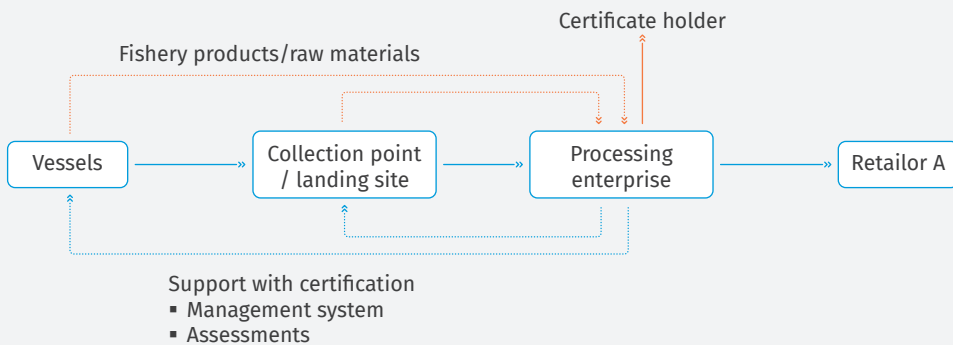 Certificate holder
Fishery products/raw materials
Vessels
Collection point
/ landing site
Processing
enterprise
Retailor A
Support with certification
▪ Management system
▪ Assessments